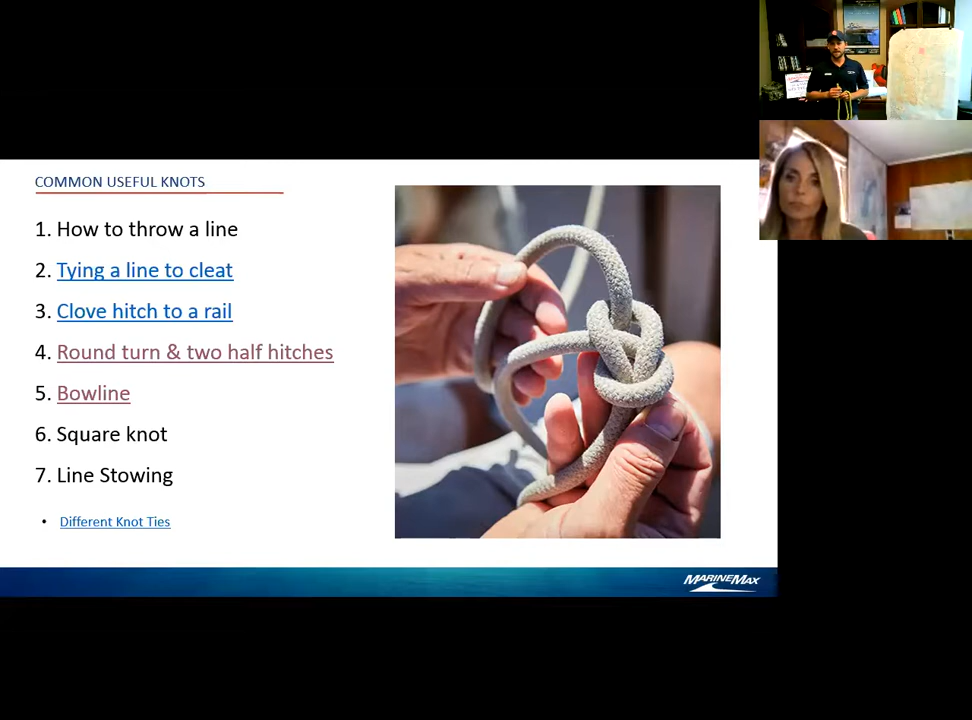 COMMON USEFUL KNOTS
1. How to throw a line
2. Tying a line to cleat
3. Clove hitch to a rail
4. Round turn & two half hitches
5. Bowline
6. Square knot
7. Line Stowing
• Different Knot Ties
MARINEMAX